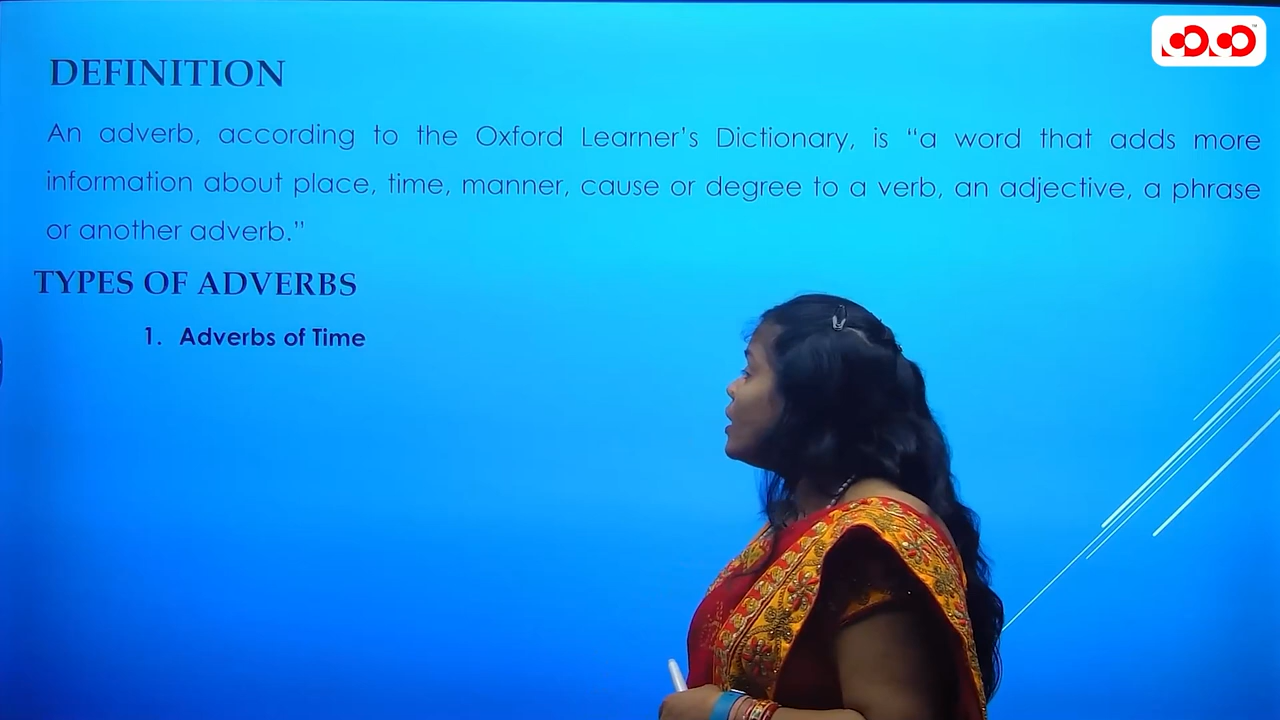 DEFINITION
An adverb, according to the Oxford Learner's Dictionary, is “a word that adds more
information about place, time, manner, cause or degree to a verb, an adjective, a phrase
or another adverb.”
TYPES OF ADVERBS
1. Adverbs of Time